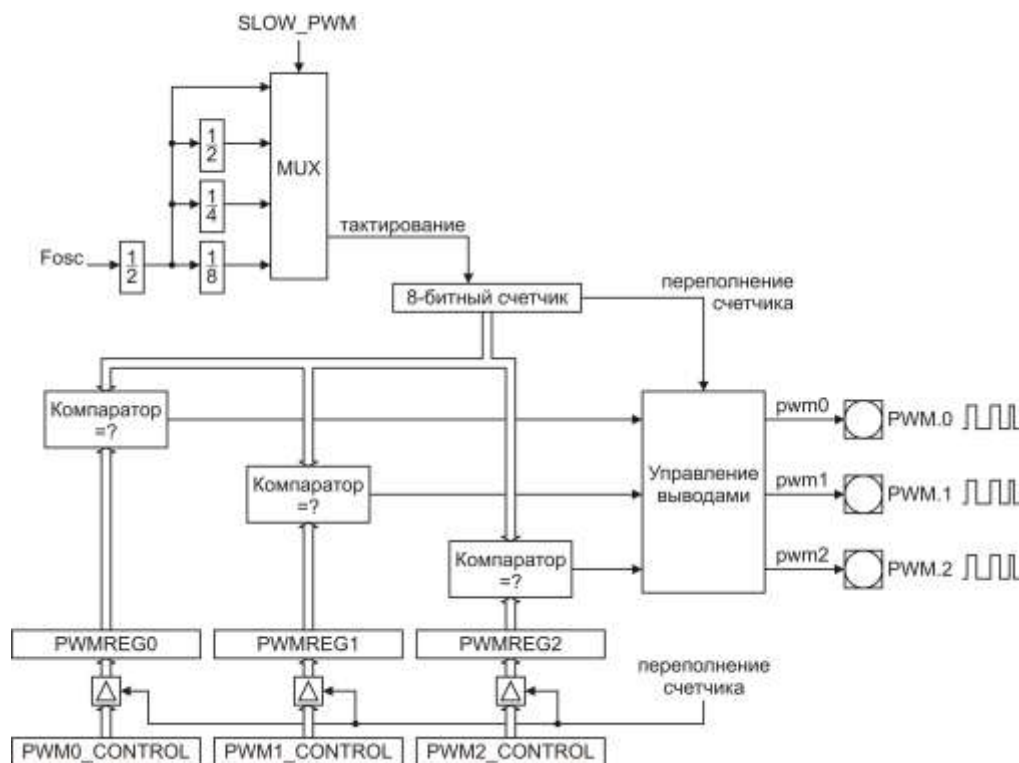 SLOW_PWM
1
2
MUX
1
4
тактирование
Fosc
1
2
1
8
8-битный счетчик
переполнение
счетчика
Компаратор
=?
pwm0
PWM.0
Компаратор
=?
Управление
выводами
pwm1
PWM.1
Компаратор
=?
pwm2
PWM.2
PWMREG0
PWMREG1
PWMREG2
переполнение
счетчика
PWM0_CONTROL
PWM1_CONTROL
PWM2_CONTROL